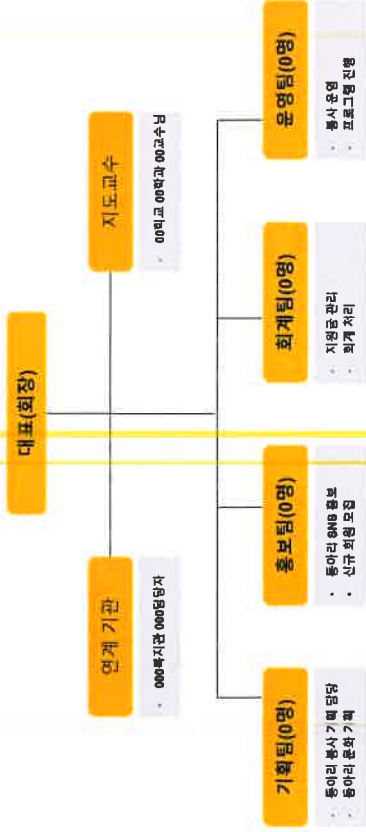 대표(회장)
연계 기관
· 000복지관 000담당자
지도교수
· 00학교 00학과 00교수님
기획팀(0명)
· 동아리 봉사 기획 담당
· 동아리 문화 기획
홍보팀(0명)
· 동아리 SNS 홍보
· 신규 회원 모집
회계팀(0명)
· 지원금 관리
· 회계 처리
운영팀(0명)
· 봉사 운영
· 프로그램 진행